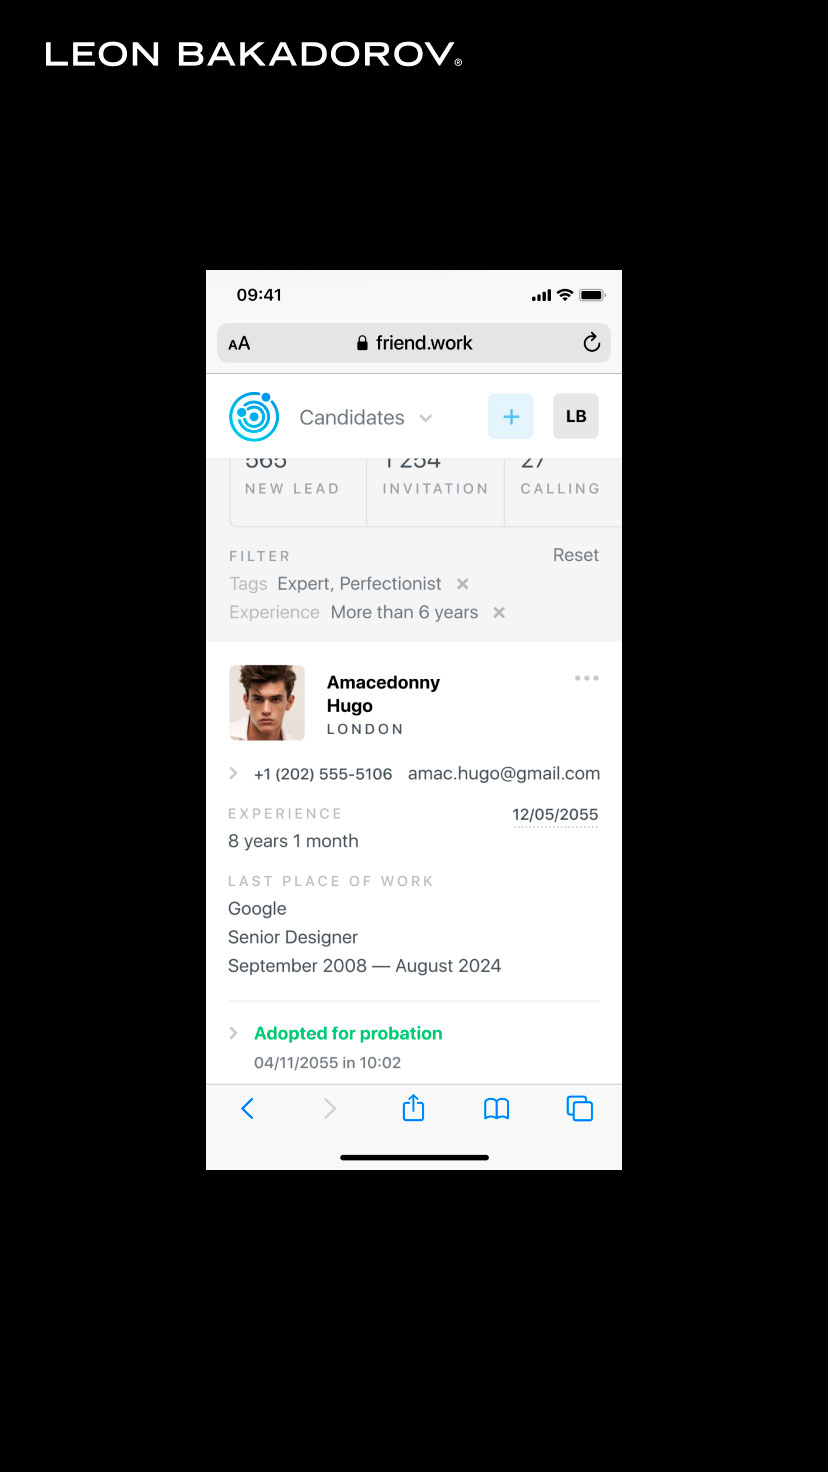 LEON BAKADOROV®
09:41
AA friend.work
Candidates + LB
565 1 254 27
NEW LEAD INVITATION CALLING
FILTER Reset
Tags Expert, Perfectionist ×
Experience More than 6 years ×
Amacedonny
Hugo
LONDON
+1 (202) 555-5106 amac.hugo@gmail.com
EXPERIENCE 12/05/2055
8 years 1 month
LAST PLACE OF WORK
Google
Senior Designer
September 2008 — August 2024
Adopted for probation
04/11/2055 in 10:02